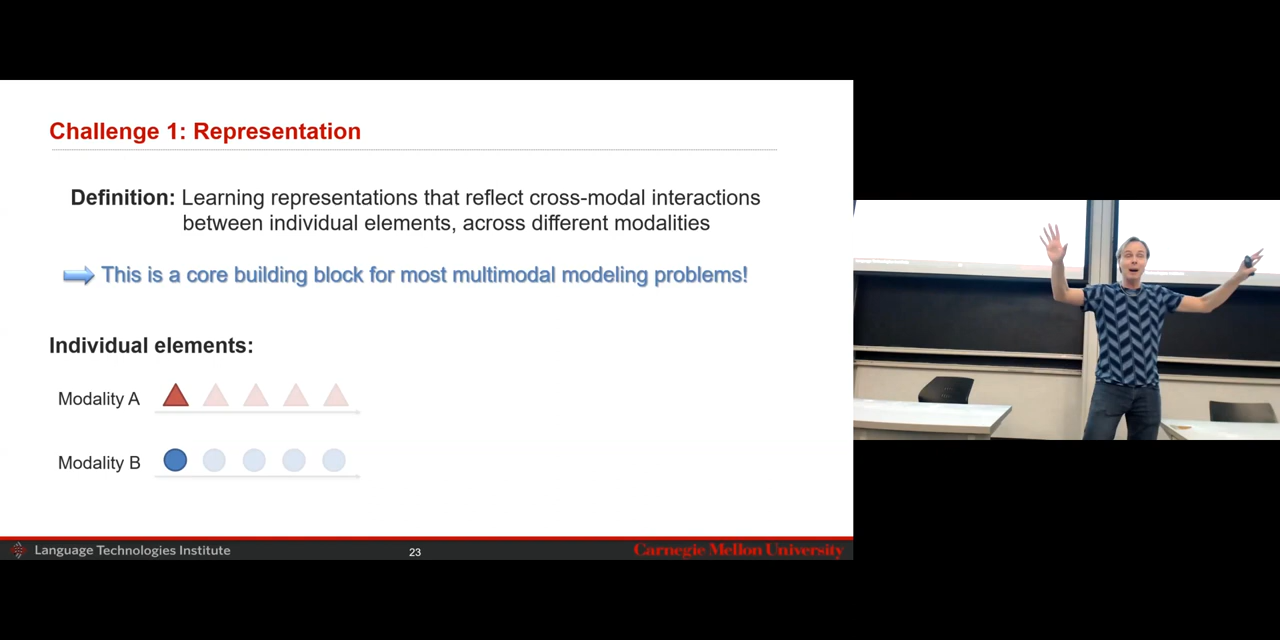 Challenge 1: Representation
Definition: Learning representations that reflect cross-modal interactions
between individual elements, across different modalities
This is a core building block for most multimodal modeling problems!
Individual elements:
Modality A
Modality B
Language Technologies Institute
23
Carnegie Mellon University